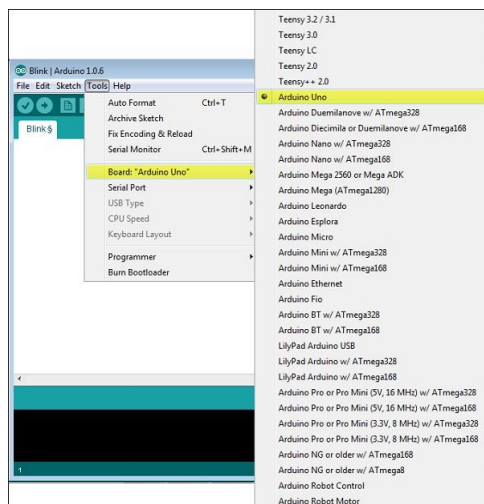 Blink | Arduino 1.0.6
File Edit Sketch Tools Help
Blink §
Auto Format Ctrl+T
Archive Sketch
Fix Encoding & Reload
Serial Monitor Ctrl+Shift+M
Board: "Arduino Uno"
Serial Port
USB Type
CPU Speed
Keyboard Layout
Programmer
Burn Bootloader
1
Teensy 3.2 / 3.1
Teensy 3.0
Teensy LC
Teensy 2.0
Teensy++ 2.0
Arduino Uno
Arduino Duemilanove w/ ATmega328
Arduino Diecimila or Duemilanove w/ ATmega168
Arduino Nano w/ ATmega328
Arduino Nano w/ ATmega168
Arduino Mega 2560 or Mega ADK
Arduino Mega (ATmega1280)
Arduino Leonardo
Arduino Esplora
Arduino Micro
Arduino Mini w/ ATmega328
Arduino Mini w/ ATmega168
Arduino Ethernet
Arduino Fio
Arduino BT w/ ATmega328
Arduino BT w/ ATmega168
LilyPad Arduino USB
LilyPad Arduino w/ ATmega328
LilyPad Arduino w/ ATmega168
Arduino Pro or Pro Mini (5V, 16 MHz) w/ ATmega328
Arduino Pro or Pro Mini (5V, 16 MHz) w/ ATmega168
Arduino Pro or Pro Mini (3.3V, 8 MHz) w/ ATmega328
Arduino Pro or Pro Mini (3.3V, 8 MHz) w/ ATmega168
Arduino NG or older w/ ATmega168
Arduino NG or older w/ ATmega8
Arduino Robot Control
Arduino Robot Motor